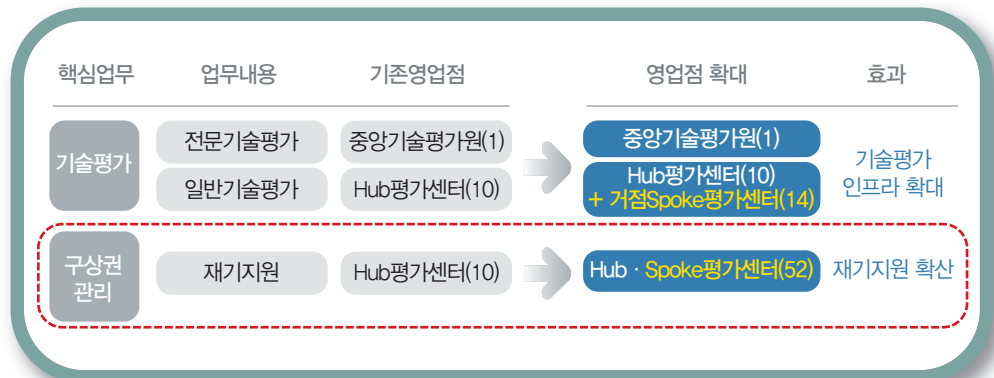 핵심업무 업무내용 기존영업점 영업점 확대 효과
기술평가
전문기술평가 중앙기술평가원(1) 중앙기술평가원(1)
일반기술평가 Hub평가센터(10) Hub평가센터(10)
+ 거점Spoke평가센터(14)
기술평가
인프라 확대
구상권
관리
재기지원 Hub평가센터(10) Hub · Spoke평가센터(52) 재기지원 확산